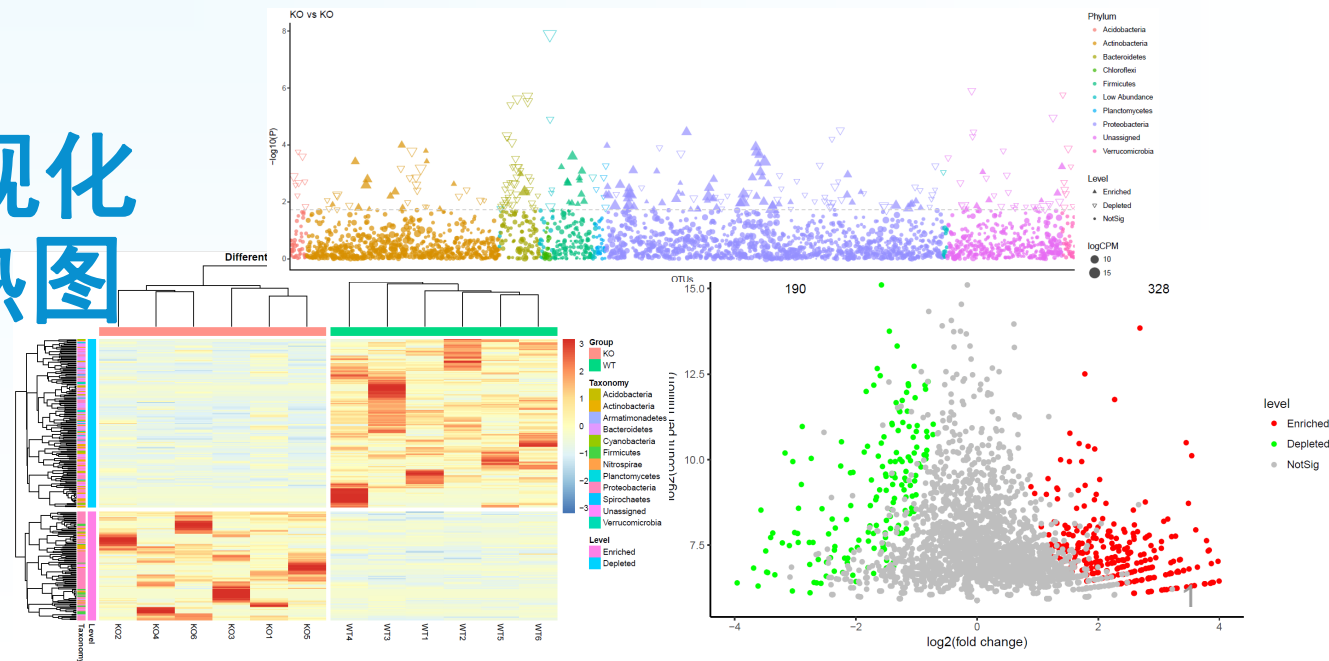 视化
热图
KO vs KO
8
6
4
2
0
−log10(P)
OTUs
Phylum
Acidobacteria
Actinobacteria
Bacteroidetes
Chloroflexi
Firmicutes
Low Abundance
Planctomycetes
Proteobacteria
Unassigned
Verrucomicrobia
Level
Enriched
Depleted
NotSig
logCPM
10
15
Different
3
2
1
0
−1
−2
−3
Group
KO
WT
Taxonomy
Acidobacteria
Actinobacteria
Armatimonadetes
Bacteroidetes
Cyanobacteria
Firmicutes
Nitrospirae
Planctomycetes
Proteobacteria
Spirochaetes
Unassigned
Verrucomicrobia
Level
Enriched
Depleted
Taxonomy
Level
KO2
KO4
KO6
KO3
KO1
KO5
WT4
WT3
WT1
WT2
WT5
WT6
190
328
15.0
12.5
10.0
7.5
−4
−2
0
2
4
log2(fold change)
log2(count per million)
level
Enriched
Depleted
NotSig